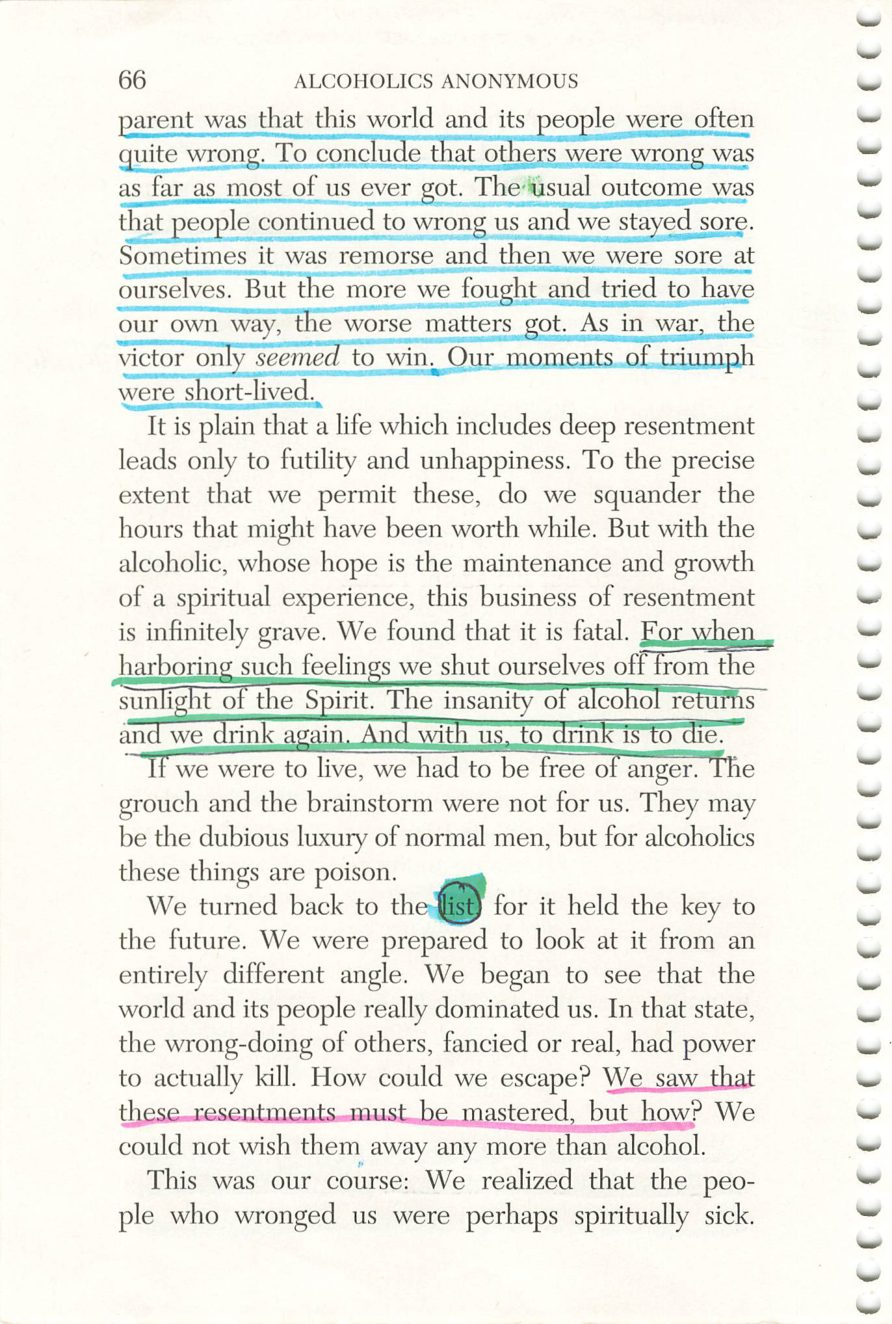 66 ALCOHOLICS ANONYMOUS
parent was that this world and its people were often
quite wrong. To conclude that others were wrong was
as far as most of us ever got. The usual outcome was
that people continued to wrong us and we stayed sore.
Sometimes it was remorse and then we were sore at
ourselves. But the more we fought and tried to have
our own way, the worse matters got. As in war, the
victor only seemed to win. Our moments of triumph
were short-lived.
It is plain that a life which includes deep resentment
leads only to futility and unhappiness. To the precise
extent that we permit these, do we squander the
hours that might have been worth while. But with the
alcoholic, whose hope is the maintenance and growth
of a spiritual experience, this business of resentment
is infinitely grave. We found that it is fatal. For when
harboring such feelings we shut ourselves off from the
sunlight of the Spirit. The insanity of alcohol returns
and we drink again. And with us, to drink is to die.
If we were to live, we had to be free of anger. The
grouch and the brainstorm were not for us. They may
be the dubious luxury of normal men, but for alcoholics
these things are poison.
We turned back to the list, for it held the key to
the future. We were prepared to look at it from an
entirely different angle. We began to see that the
world and its people really dominated us. In that state,
the wrong-doing of others, fancied or real, had power
to actually kill. How could we escape? We saw that
these resentments must be mastered, but how? We
could not wish them away any more than alcohol.
This was our course: We realized that the peo-
ple who wronged us were perhaps spiritually sick.